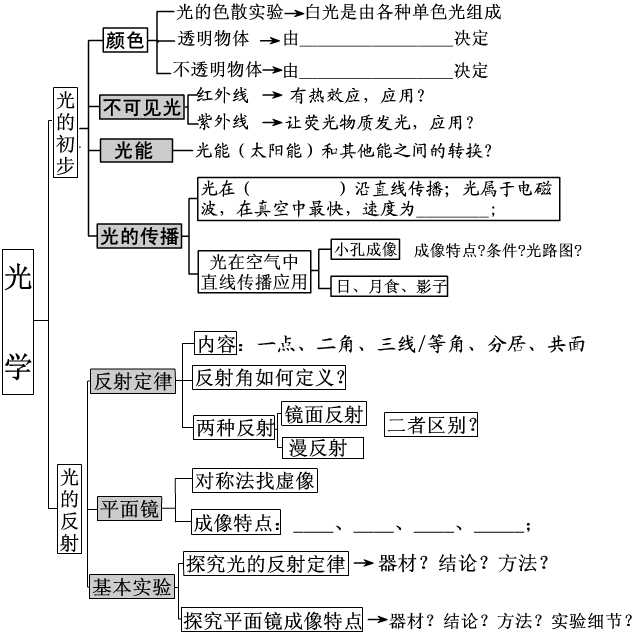 光学
光的初步
颜色
光的色散实验→白光是由各种单色光组成
透明物体 →由__________________决定
不透明物体→由__________________决定
不可见光
红外线 → 有热效应，应用？
紫外线 → 让荧光物质发光，应用？
光能
光能（太阳能）和其他能之间的转换？
光的传播
光在（ ）沿直线传播；光属于电磁
波，在真空中最快，速度为________；
光在空气中
直线传播应用
小孔成像
成像特点?条件?光路图?
日、月食、影子
光的反射
反射定律
内容：一点、二角、三线/等角、分居、共面
反射角如何定义？
两种反射
镜面反射
漫反射
二者区别？
平面镜
对称法找虚像
成像特点：____、____、____、_____；
基本实验
探究光的反射定律→器材？结论？方法？
探究平面镜成像特点→器材？结论？方法？实验细节？